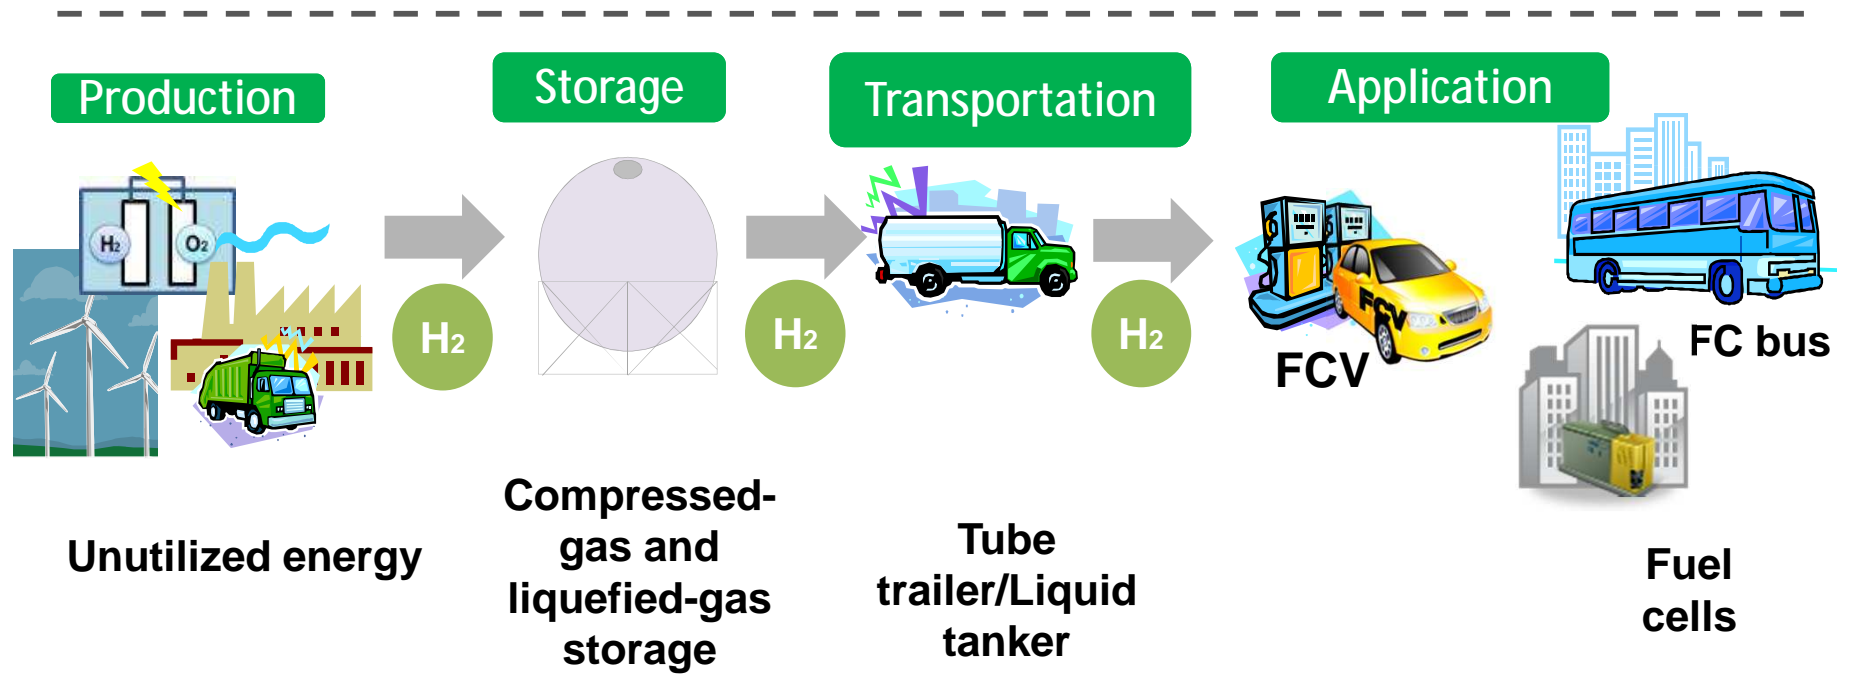 Production
Storage
Transportation
Application
H2
O2
H2
H2
H2
FCV
FCV
FC bus
Unutilized energy
Compressed-
gas and
liquefied-gas
storage
Tube
trailer/Liquid
tanker
Fuel
cells